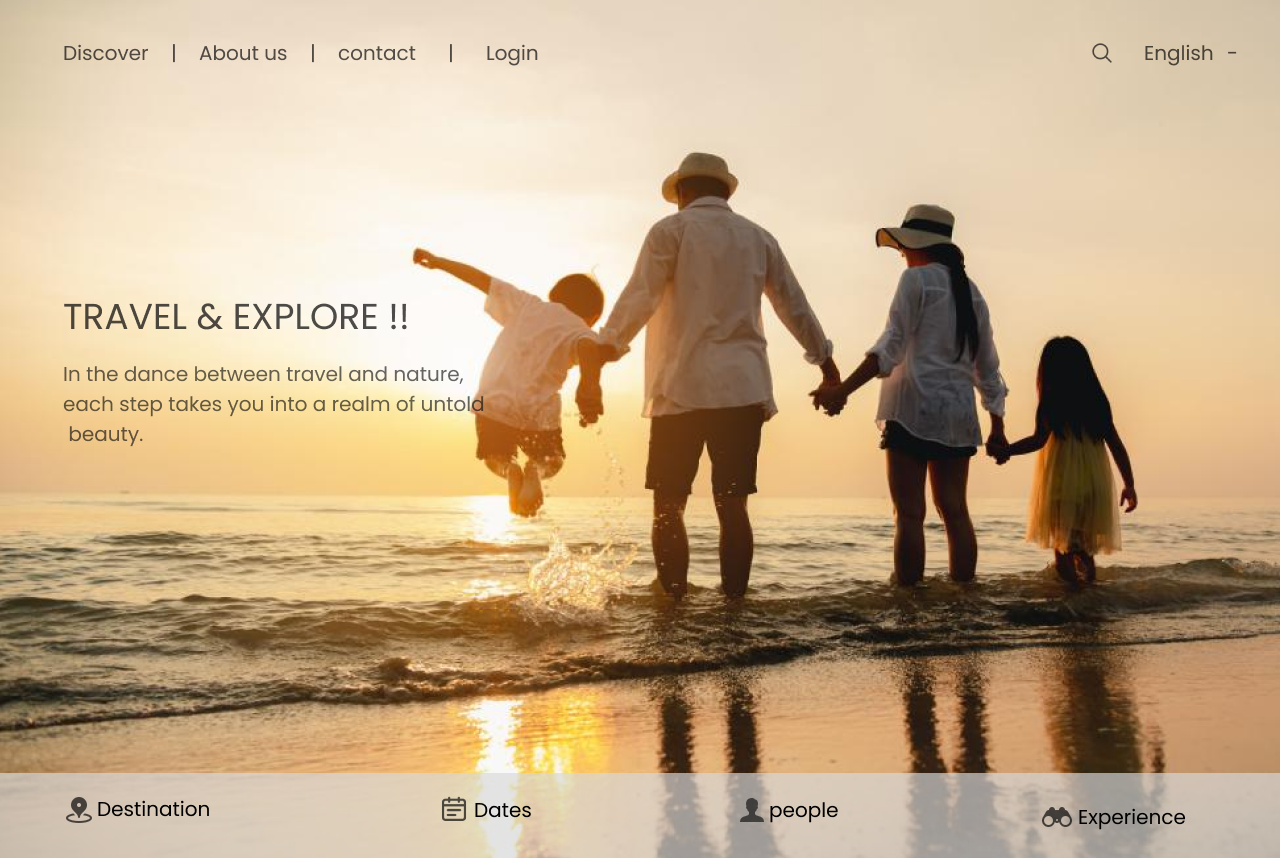 Discover | About us | contact | Login English -
TRAVEL & EXPLORE !!
In the dance between travel and nature,
each step takes you into a realm of untold
beauty.
Destination Dates people Experience